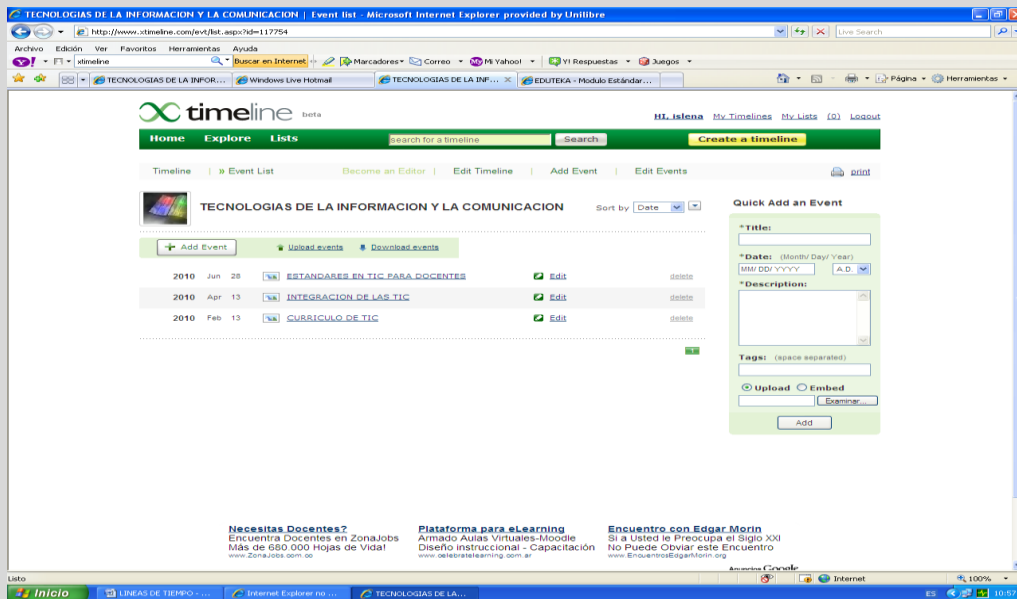 TECNOLOGIAS DE LA INFORMACION Y LA COMUNICACION | Event list - Microsoft Internet Explorer provided by Unilibre
http://www.xtimeline.com/evt/list.aspx?id=117754
Live Search
Archivo Edición Ver Favoritos Herramientas Ayuda
Y! xtimeline Buscar en Internet Marcadores Correo My Yahoo! Y! Respuestas Juegos
TECNOLOGIAS DE LA INFOR... Windows Live Hotmail TECNOLOGIAS DE LA INF... EDUTEKA - Modulo Estándar... Página Herramientas
timeline beta
HI, islena My Timelines My Lists (0) Logout
Home Explore Lists search for a timeline Search Create a timeline
Timeline | » Event List Become an Editor | Edit Timeline | Add Event | Edit Events print
TECNOLOGIAS DE LA INFORMACION Y LA COMUNICACION Sort by Date
Add Event Upload events Download events
2010 Jun 28 ESTANDARES EN TIC PARA DOCENTES Edit delete
2010 Apr 13 INTEGRACION DE LAS TIC Edit delete
2010 Feb 13 CURRICULO DE TIC Edit delete
1
Quick Add an Event
*Title:
*Date: (Month/ Day/ Year)
MM/ DD/ YYYY A.D.
*Description:
Tags: (space separated)
Upload Embed
Examinar...
Add
Necesitas Docentes?
Encuentra Docentes en ZonaJobs
Más de 680.000 Hojas de Vida!
www.ZonaJobs.com.co
Plataforma para eLearning
Armado Aulas Virtuales-Moodle
Diseño instruccional - Capacitación
www.celebratelearning.com.ar
Encuentro con Edgar Morin
Si a Usted le Preocupa el Siglo XXI
No Puede Obviar este Encuentro
www.EncuentrosEdgarMorin.org
Anuncios Google
Listo Internet 100%
Inicio LINEAS DE TIEMPO - ... Internet Explorer no ... TECNOLOGIAS DE LA... ES 10:57